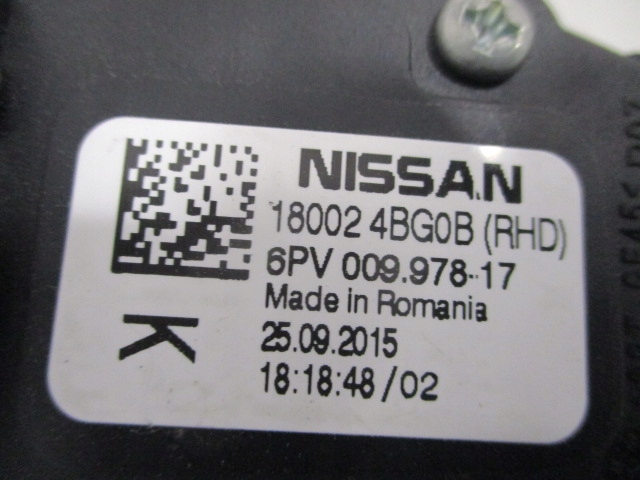 NISSAN
18002 4BG0B (RHD)
6PV 009.978-17
Made in Romania
25.09.2015
18:18:48/02
K